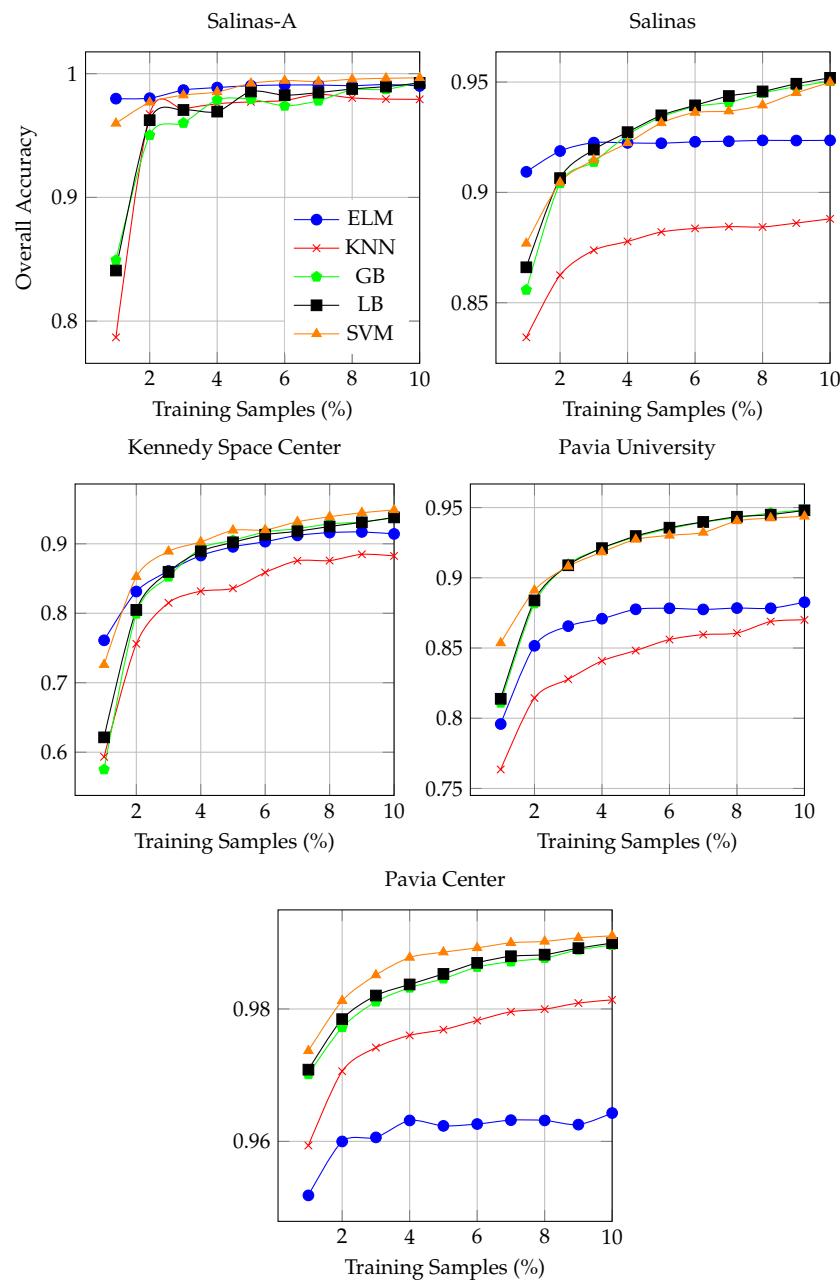 Salinas-A
Salinas
1
0.9
0.8
Overall Accuracy
ELM
KNN
GB
LB
SVM
2 4 6 8 10
Training Samples (%)
0.95
0.9
0.85
2 4 6 8 10
Training Samples (%)
Kennedy Space Center
Pavia University
0.9
0.8
0.7
0.6
2 4 6 8 10
Training Samples (%)
0.95
0.9
0.85
0.8
0.75
2 4 6 8 10
Training Samples (%)
Pavia Center
0.98
0.96
2 4 6 8 10
Training Samples (%)